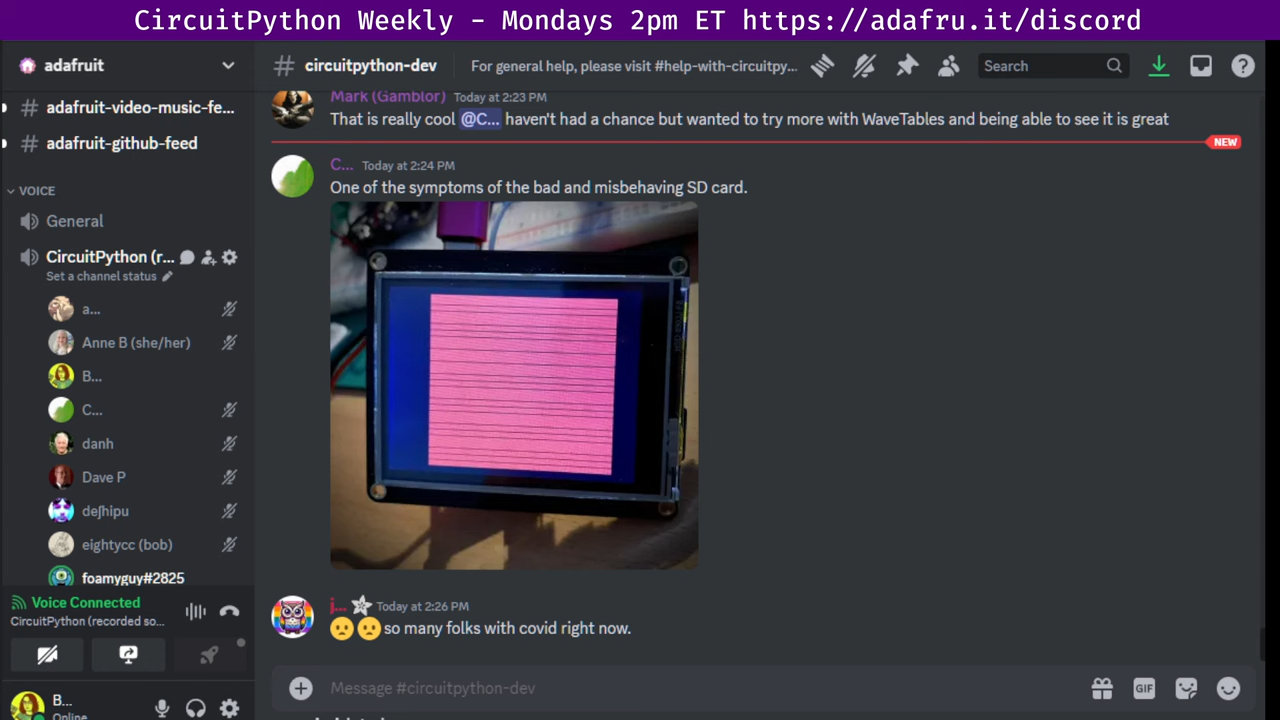 CircuitPython Weekly - Mondays 2pm ET https://adafru.it/discord
adafruit
# circuitpython-dev
For general help, please visit #help-with-circuitpy...
Search
# adafruit-video-music-fe...
# adafruit-github-feed
VOICE
General
CircuitPython (r...
Set a channel status
a...
Anne B (she/her)
B...
C...
danh
Dave P
deʃhipu
eightycc (bob)
foamyguy#2825
Voice Connected
CircuitPython (recorded so...
B...
Online
Mark (Gamblor) Today at 2:23 PM
That is really cool @C... haven't had a chance but wanted to try more with WaveTables and being able to see it is great
NEW
C... Today at 2:24 PM
One of the symptoms of the bad and misbehaving SD card.
j... Today at 2:26 PM
so many folks with covid right now.
Message #circuitpython-dev
GIF